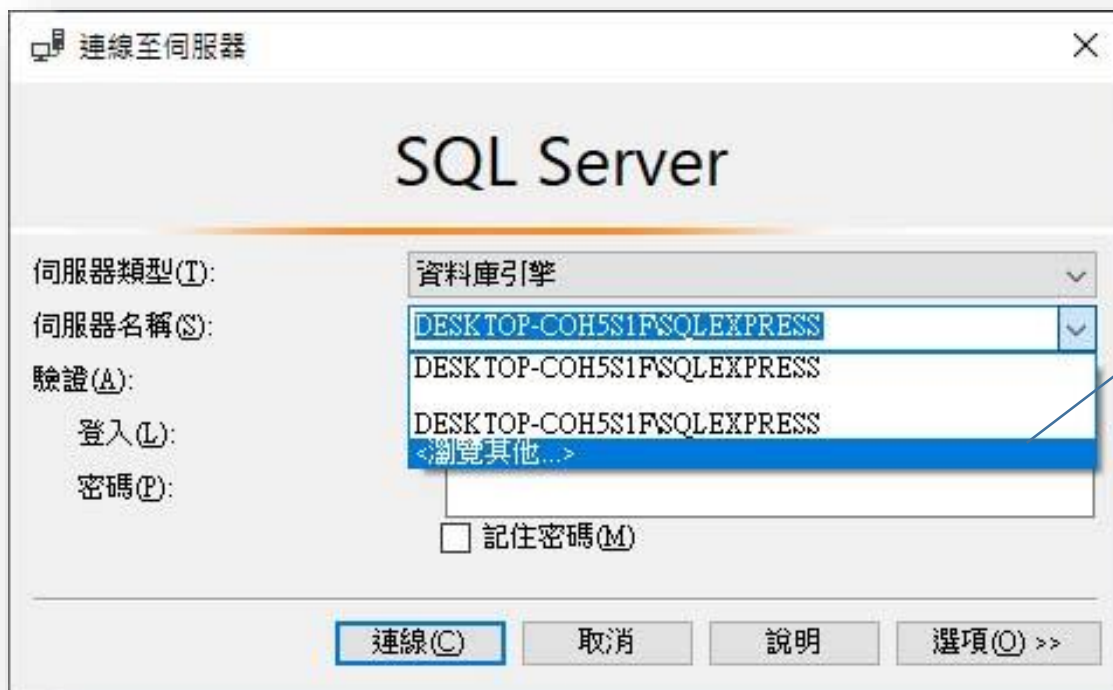 連線至伺服器
SQL Server
伺服器類型(T):
資料庫引擎
伺服器名稱(S):
DESKTOP-COH5S1F\SQLEXPRESS
DESKTOP-COH5S1F\SQLEXPRESS
驗證(A):
DESKTOP-COH5S1F\SQLEXPRESS
登入(L):
<瀏覽其他...>
密碼(P):
記住密碼(M)
連線(C)
取消
說明
選項(O) >>